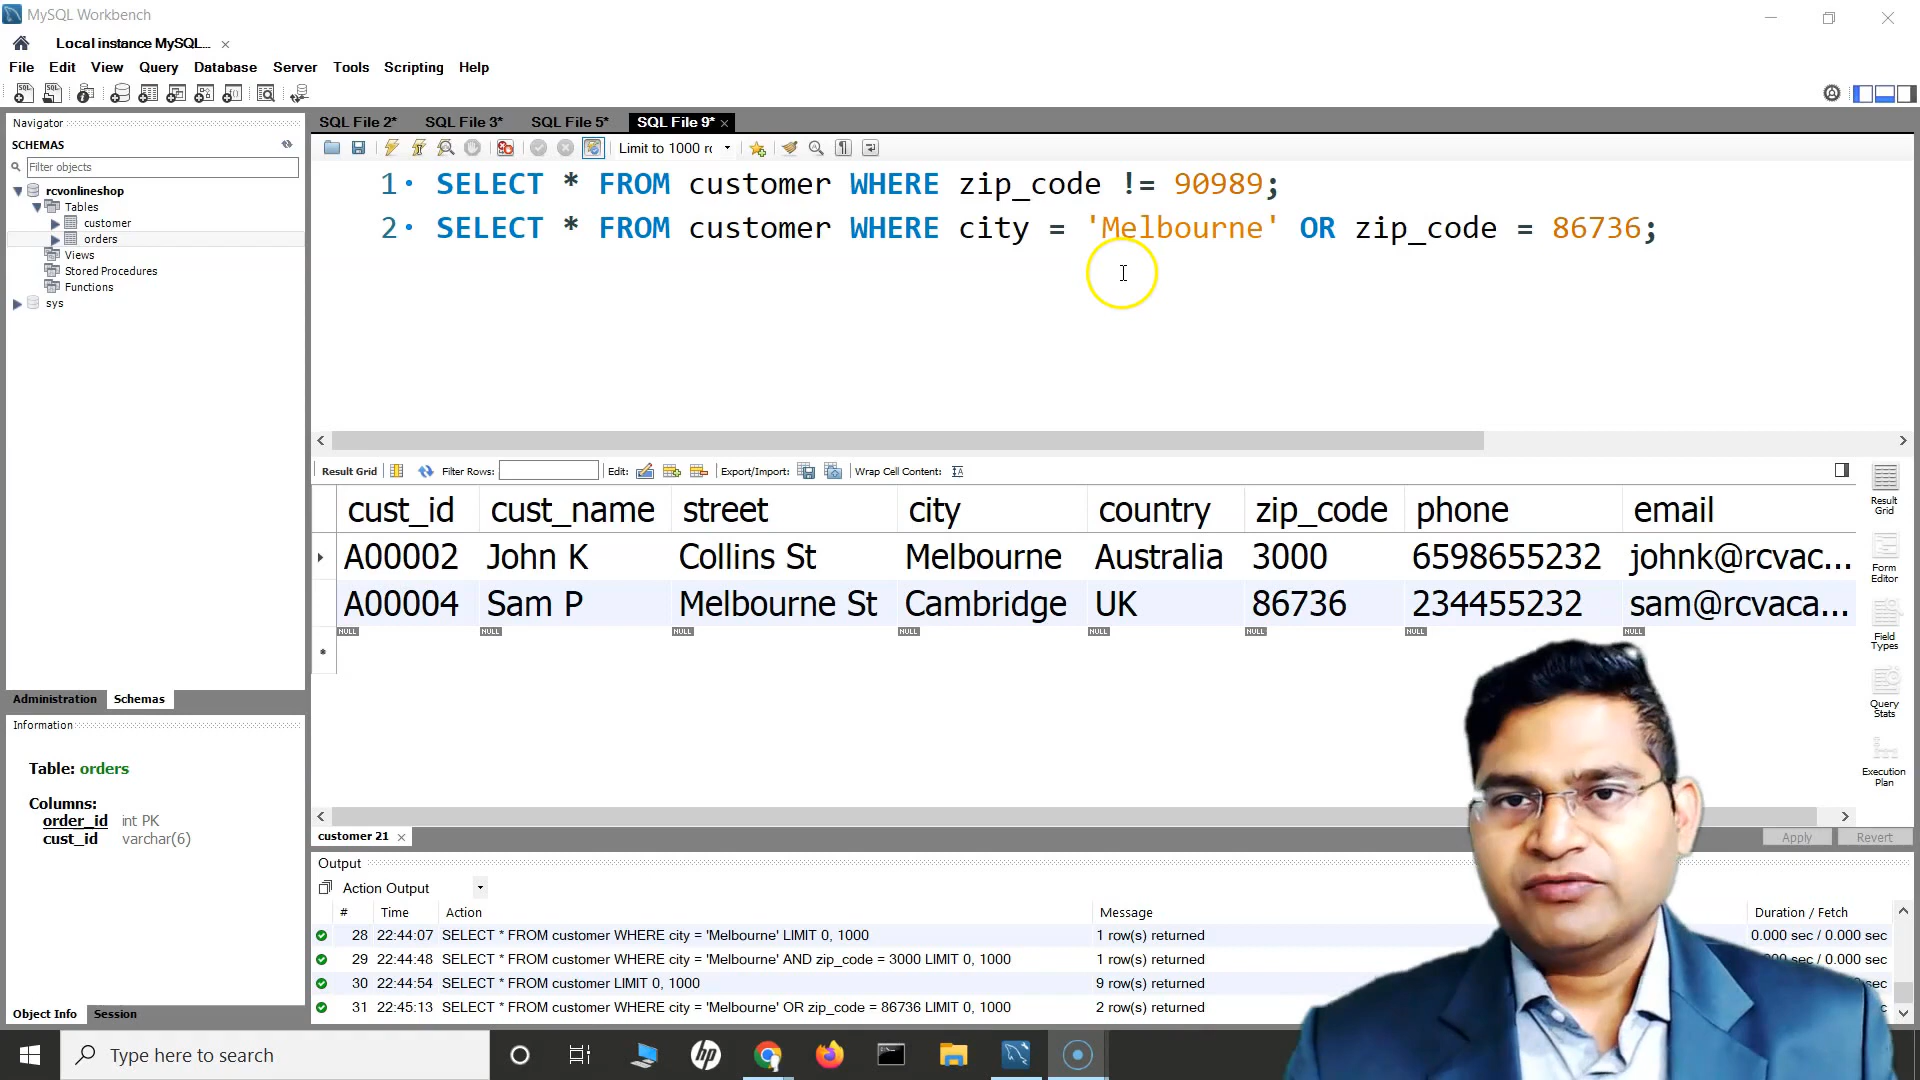 MySQL Workbench
Local instance MySQL... ×
File Edit View Query Database Server Tools Scripting Help
Navigator
SCHEMAS
Filter objects
rcvonlineshop
Tables
customer
orders
Views
Stored Procedures
Functions
sys
Administration Schemas
Information
Table: orders
Columns:
order_id int PK
cust_id varchar(6)
Object Info Session
SQL File 2* SQL File 3* SQL File 5* SQL File 9* ×
Limit to 1000 rc
1 SELECT * FROM customer WHERE zip_code != 90989;
2 SELECT * FROM customer WHERE city = 'Melbourne' OR zip_code = 86736;
Result Grid Filter Rows: Edit: Export/Import: Wrap Cell Content:
cust_id cust_name street city country zip_code phone email
A00002 John K Collins St Melbourne Australia 3000 6598655232 johnk@rcvac...
A00004 Sam P Melbourne St Cambridge UK 86736 234455232 sam@rcvaca...
NULL NULL NULL NULL NULL NULL NULL NULL
Result
Grid
Form
Editor
Field
Types
Query
Stats
Execution
Plan
customer 21 ×
Apply Revert
Output
Action Output
# Time Action Message Duration / Fetch
28 22:44:07 SELECT * FROM customer WHERE city = 'Melbourne' LIMIT 0, 1000 1 row(s) returned 0.000 sec / 0.000 sec
29 22:44:48 SELECT * FROM customer WHERE city = 'Melbourne' AND zip_code = 3000 LIMIT 0, 1000 1 row(s) returned
30 22:44:54 SELECT * FROM customer LIMIT 0, 1000 9 row(s) returned
31 22:45:13 SELECT * FROM customer WHERE city = 'Melbourne' OR zip_code = 86736 LIMIT 0, 1000 2 row(s) returned
Type here to search